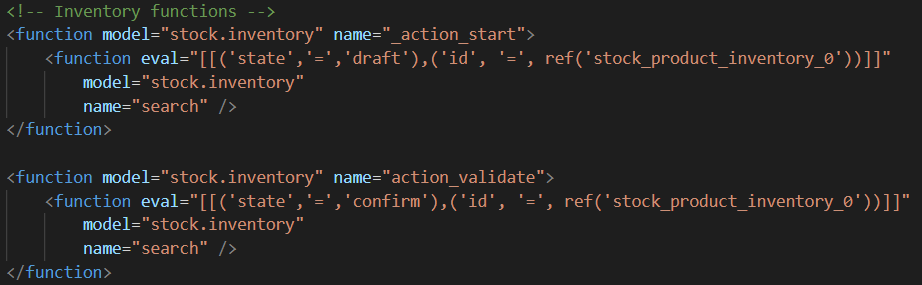 <!-- Inventory functions -->
<function model="stock.inventory" name="_action_start">
<function eval="[[('state','=','draft'),('id', '=', ref('stock_product_inventory_0'))]]"
model="stock.inventory"
name="search" />
</function>
<function model="stock.inventory" name="action_validate">
<function eval="[[('state','=','confirm'),('id', '=', ref('stock_product_inventory_0'))]]"
model="stock.inventory"
name="search" />
</function>